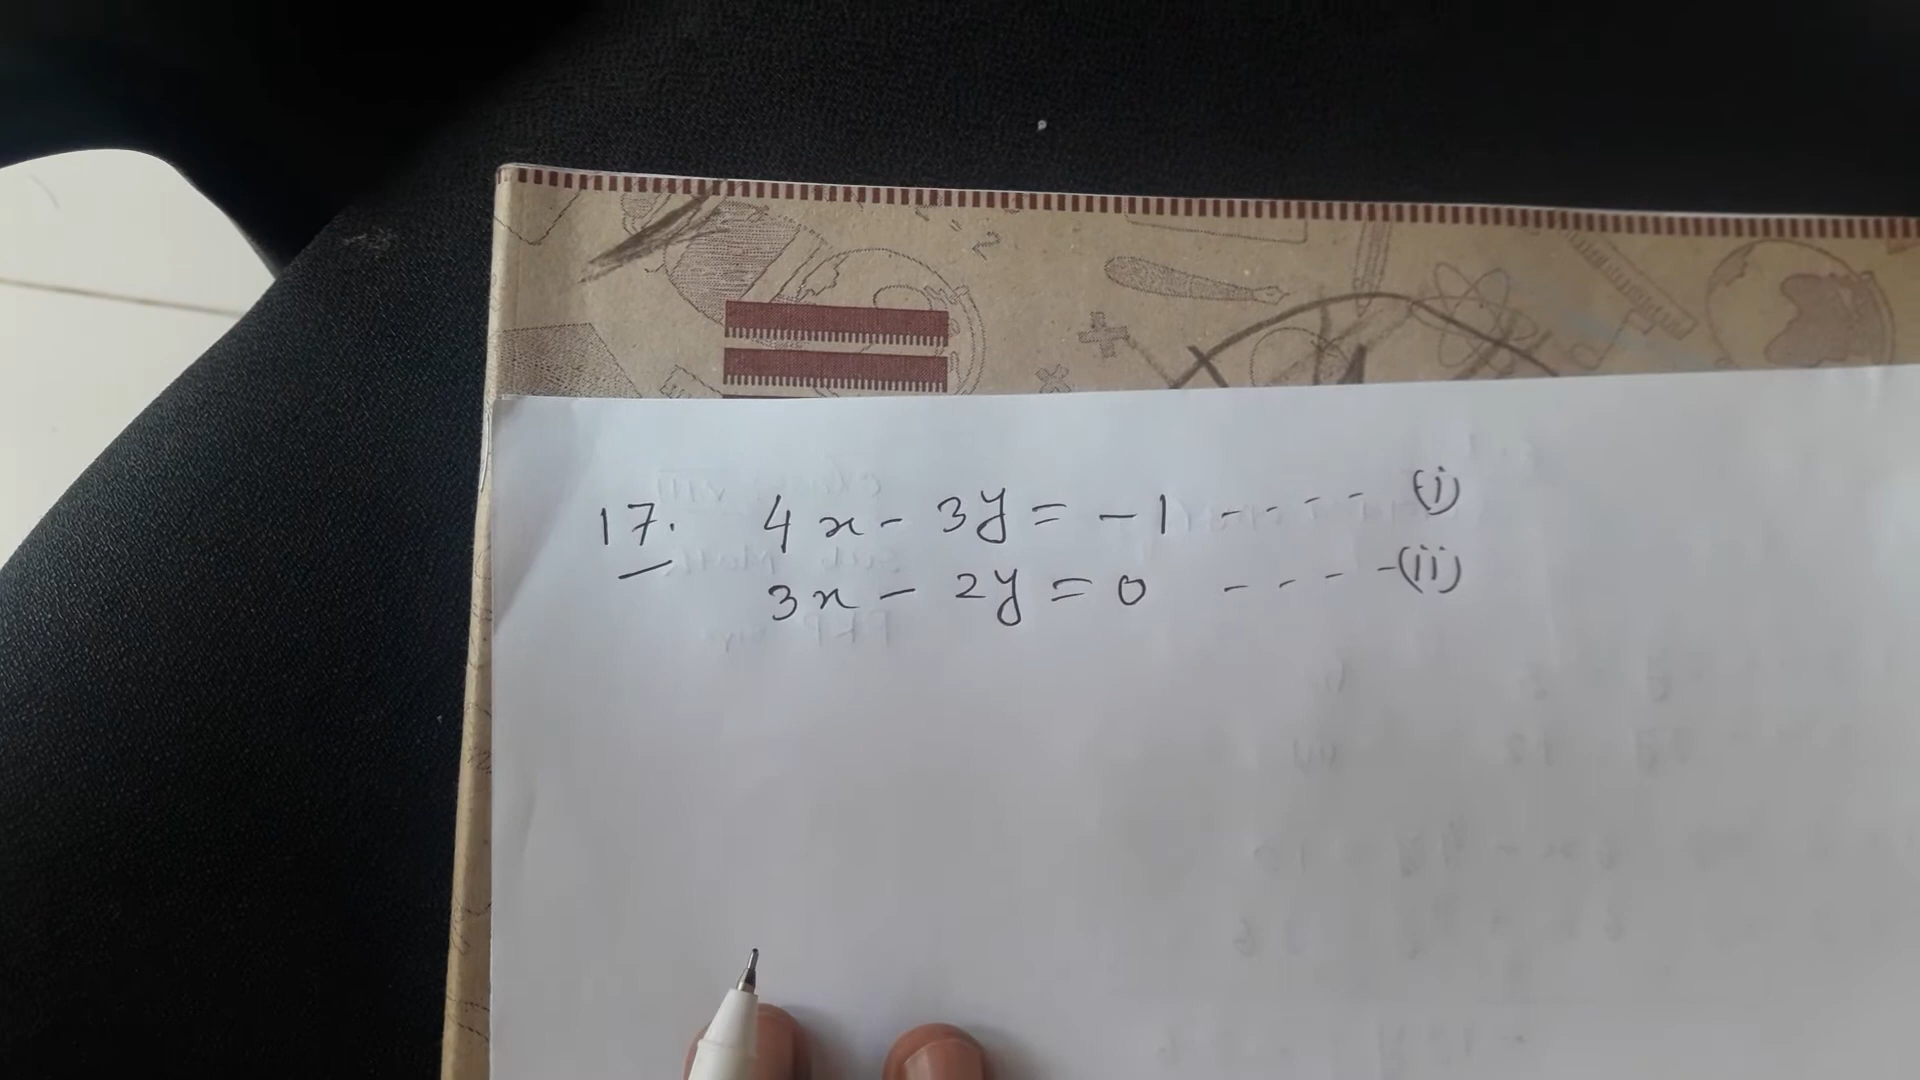 17. 4x - 3y = -1 ---- (i)
3x - 2y = 0 ---- (ii)